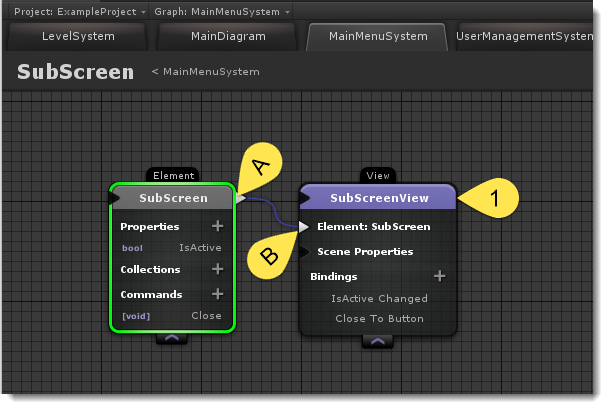 Project: ExampleProject Graph: MainMenuSystem
LevelSystem MainDiagram MainMenuSystem UserManagementSystem
SubScreen < MainMenuSystem
Element
SubScreen
Properties +
bool IsActive
Collections +
Commands +
[void] Close
A
B
View
SubScreenView
1
Element: SubScreen
Scene Properties
Bindings +
IsActive Changed
Close To Button